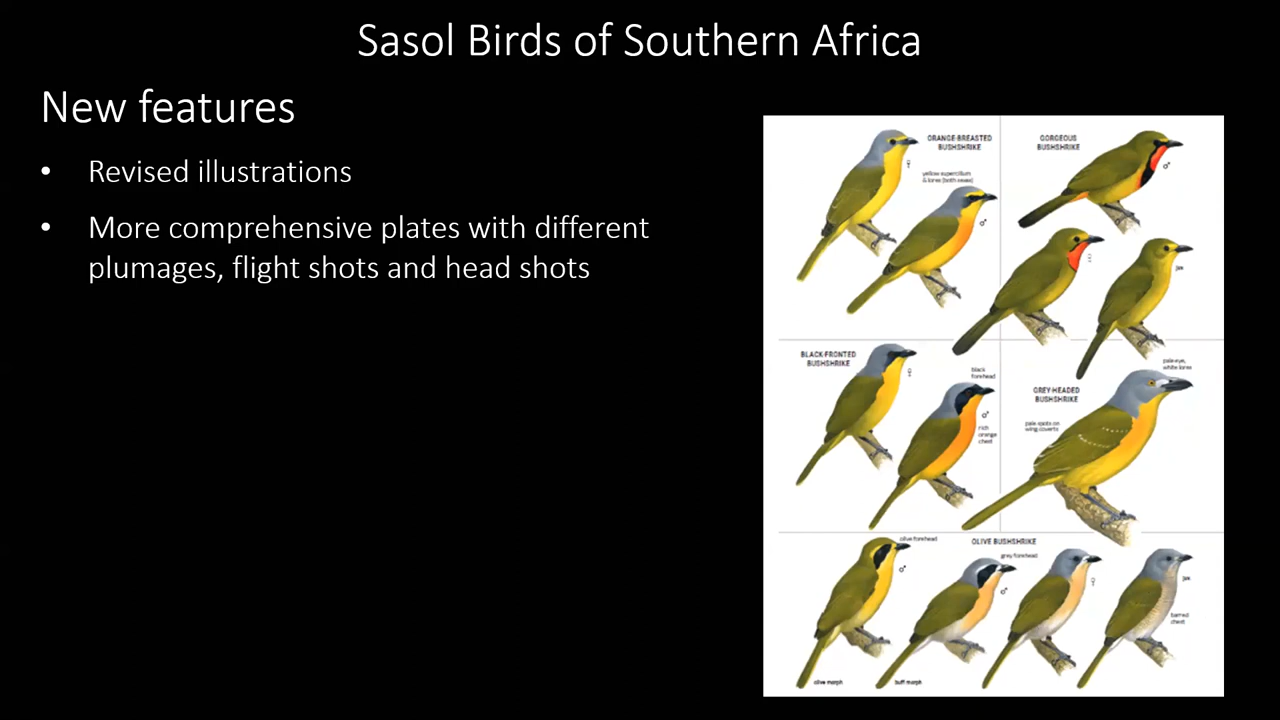 Sasol Birds of Southern Africa
New features
• Revised illustrations
• More comprehensive plates with different
plumages, flight shots and head shots
ORANGE-BREASTED
BUSHSHRIKE
♀
yellow supercilium
& lores (both sexes)
♂
GORGEOUS
BUSHSHRIKE
♂
♀
juv
BLACK-FRONTED
BUSHSHRIKE
♀
black
forehead
♂
rich
orange
chest
pale eye,
white lores
GREY-HEADED
BUSHSHRIKE
pale spots on
wing coverts
OLIVE BUSHSHRIKE
olive forehead
♂
olive morph
grey forehead
♂
buff morph
♀
juv
barred
chest